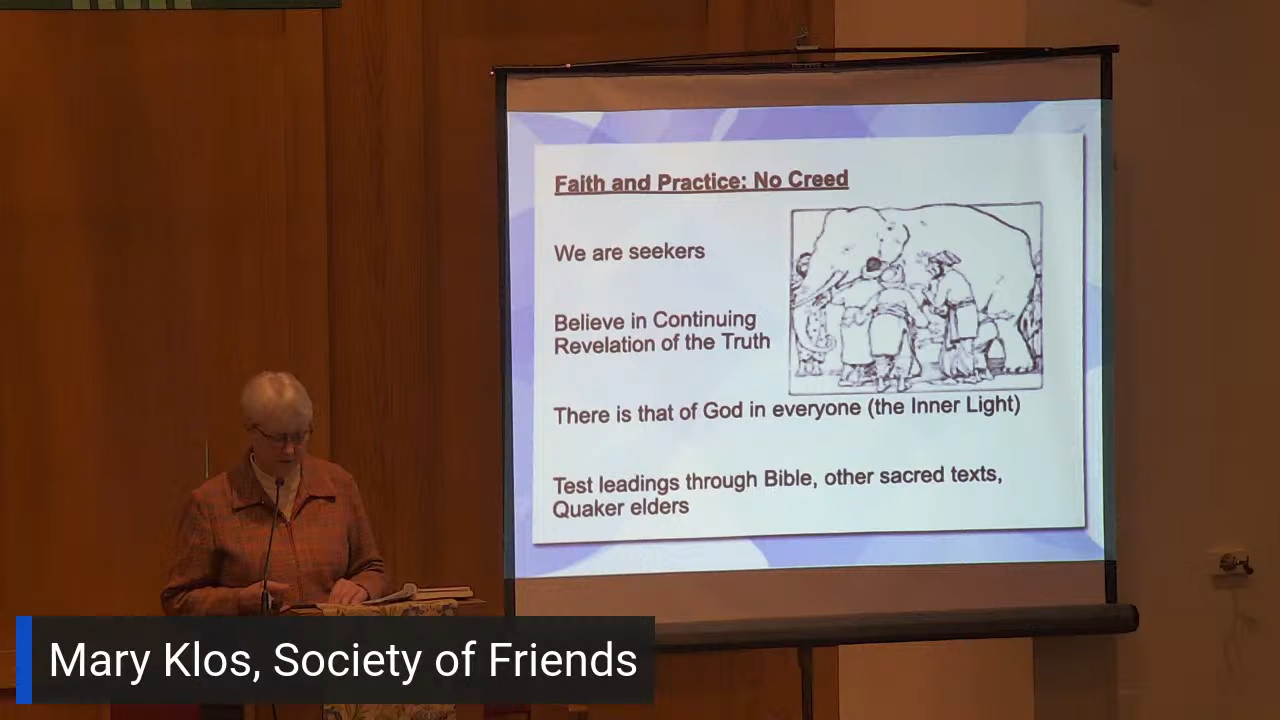 Faith and Practice: No Creed
We are seekers
Believe in Continuing
Revelation of the Truth
There is that of God in everyone (the Inner Light)
Test leadings through Bible, other sacred texts,
Quaker elders
Mary Klos, Society of Friends